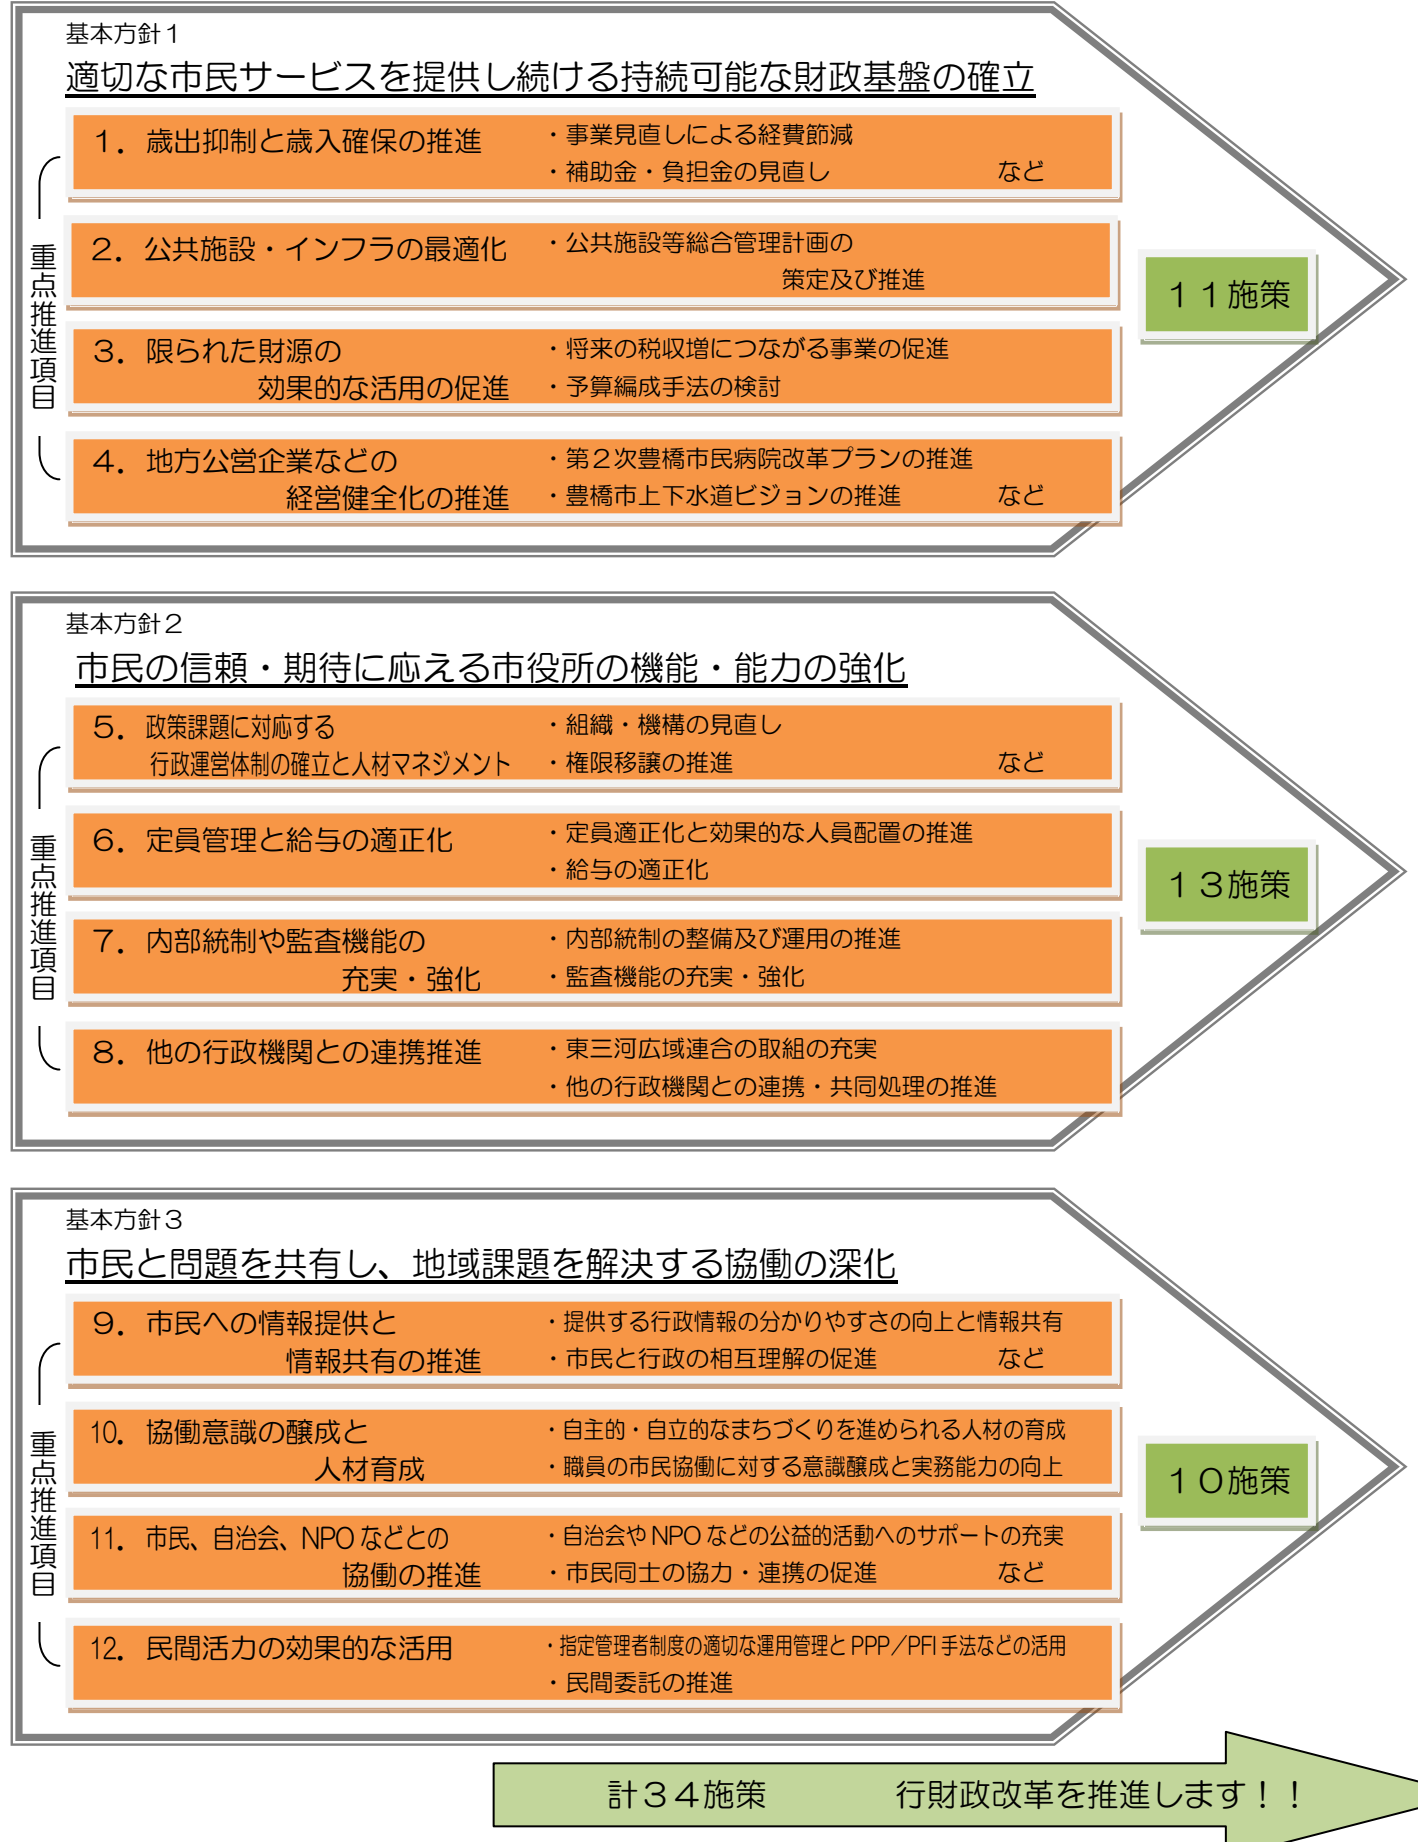 基本方針１
適切な市民サービスを提供し続ける持続可能な財政基盤の確立
重点推進項目
１．歳出抑制と歳入確保の推進
・事業見直しによる経費節減
・補助金・負担金の見直し　など
２．公共施設・インフラの最適化
・公共施設等総合管理計画の
策定及び推進
３．限られた財源の
効果的な活用の促進
・将来の税収増につながる事業の促進
・予算編成手法の検討
４．地方公営企業などの
経営健全化の推進
・第２次豊橋市民病院改革プランの推進
・豊橋市上下水道ビジョンの推進　など
１１施策
基本方針２
市民の信頼・期待に応える市役所の機能・能力の強化
重点推進項目
５．政策課題に対応する
行政運営体制の確立と人材マネジメント
・組織・機構の見直し
・権限移譲の推進　など
６．定員管理と給与の適正化
・定員適正化と効果的な人員配置の推進
・給与の適正化
７．内部統制や監査機能の
充実・強化
・内部統制の整備及び運用の推進
・監査機能の充実・強化
８．他の行政機関との連携推進
・東三河広域連合の取組の充実
・他の行政機関との連携・共同処理の推進
１３施策
基本方針３
市民と問題を共有し、地域課題を解決する協働の深化
重点推進項目
９．市民への情報提供と
情報共有の推進
・提供する行政情報の分かりやすさの向上と情報共有
・市民と行政の相互理解の促進　など
10．協働意識の醸成と
人材育成
・自主的・自立的なまちづくりを進められる人材の育成
・職員の市民協働に対する意識醸成と実務能力の向上
11．市民、自治会、NPOなどとの
協働の推進
・自治会やNPOなどの公益的活動へのサポートの充実
・市民同士の協力・連携の促進　など
12．民間活力の効果的な活用
・指定管理者制度の適切な運用管理とPPP／PFI手法などの活用
・民間委託の推進
１０施策
計３４施策　行財政改革を推進します！！